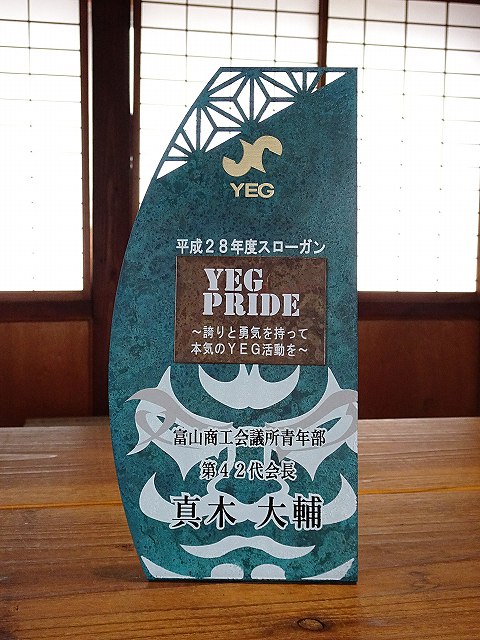 YEG
平成28年度スローガン
YEG
PRIDE
～誇りと勇気を持って
本気のYEG活動を～
富山商工会議所青年部
第42代会長
真木 大輔